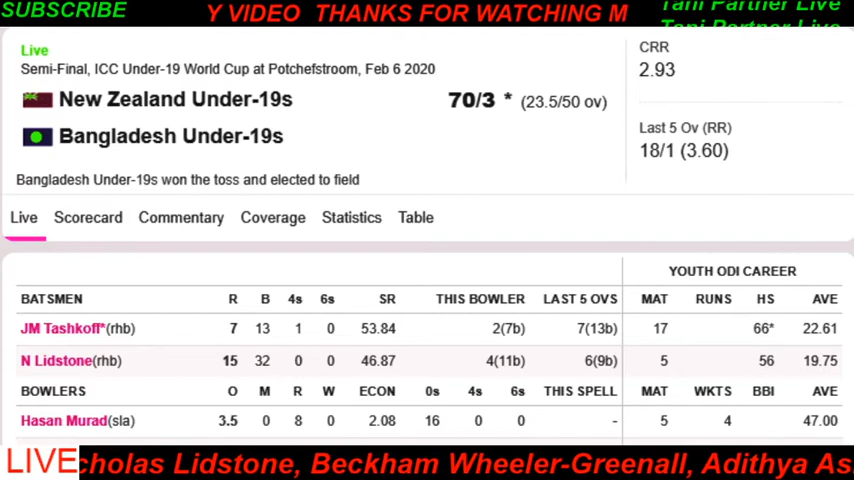 SUBSCRIBE
Y VIDEO THANKS FOR WATCHING M
Tani Partner Live
Tani Partner Live
Live
Semi-Final, ICC Under-19 World Cup at Potchefstroom, Feb 6 2020
New Zealand Under-19s 70/3 * (23.5/50 ov)
Bangladesh Under-19s
Bangladesh Under-19s won the toss and elected to field
CRR
2.93
Last 5 Ov (RR)
18/1 (3.60)
Live Scorecard Commentary Coverage Statistics Table
YOUTH ODI CAREER
BATSMEN R B 4s 6s SR THIS BOWLER LAST 5 OVS MAT RUNS HS AVE
JM Tashkoff*(rhb) 7 13 1 0 53.84 2(7b) 7(13b) 17 66* 22.61
N Lidstone(rhb) 15 32 0 0 46.87 4(11b) 6(9b) 5 56 19.75
BOWLERS O M R W ECON 0s 4s 6s THIS SPELL MAT WKTS BBI AVE
Hasan Murad(sla) 3.5 0 8 0 2.08 16 0 0 - 5 4 47.00
LIVE cholas Lidstone, Beckham Wheeler-Greenall, Adithya As